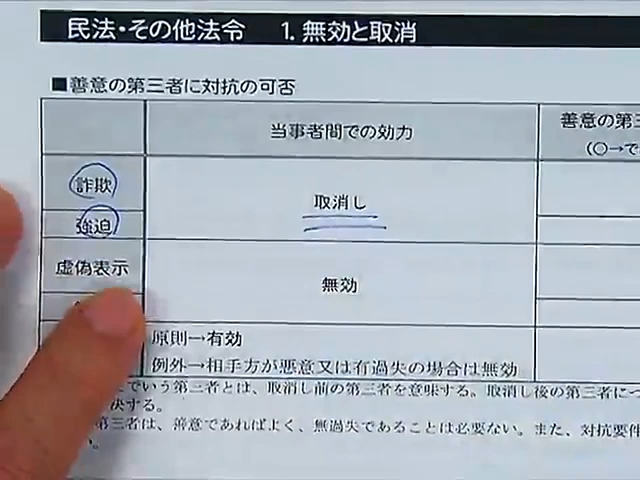 民法・その他法令　1. 無効と取消
■善意の第三者に対抗の可否
当事者間での効力
善意の第三
(○→で
詐欺
取消し
強迫
虚偽表示
無効
原則→有効
例外→相手方が悪意又は有過失の場合は無効
でいう第三者とは、取消し前の第三者を意味する。取消し後の第三者につ
決する。
第三者は、善意であればよく、無過失であることは必要ない。また、対抗要件
い。